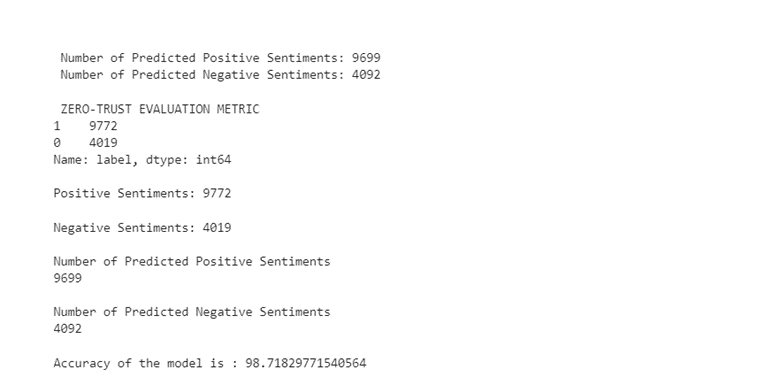 Number of Predicted Positive Sentiments: 9699
Number of Predicted Negative Sentiments: 4092
ZERO-TRUST EVALUATION METRIC
1    9772
0    4019
Name: label, dtype: int64
Positive Sentiments: 9772
Negative Sentiments: 4019
Number of Predicted Positive Sentiments
9699
Number of Predicted Negative Sentiments
4092
Accuracy of the model is : 98.71829771540564